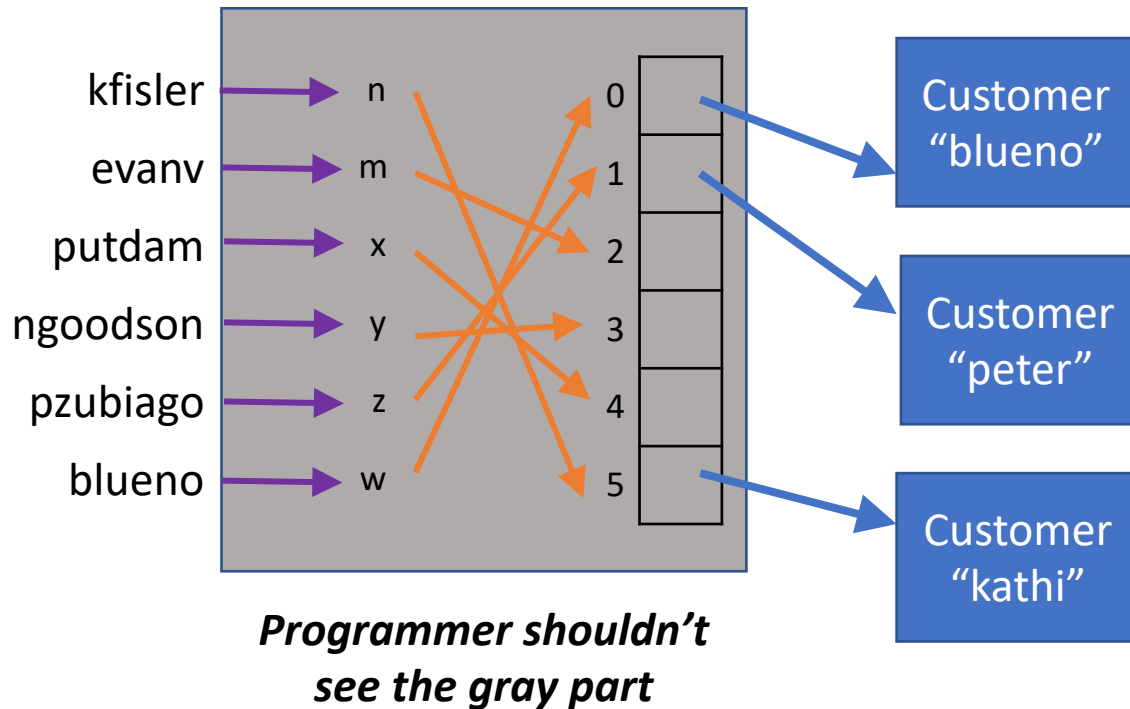 kfisler
n
0
Customer
“blueno”
evanv
m
1
putdam
x
2
Customer
“peter”
ngoodson
y
3
pzubiago
z
4
blueno
w
5
Customer
“kathi”
Programmer shouldn’t
see the gray part